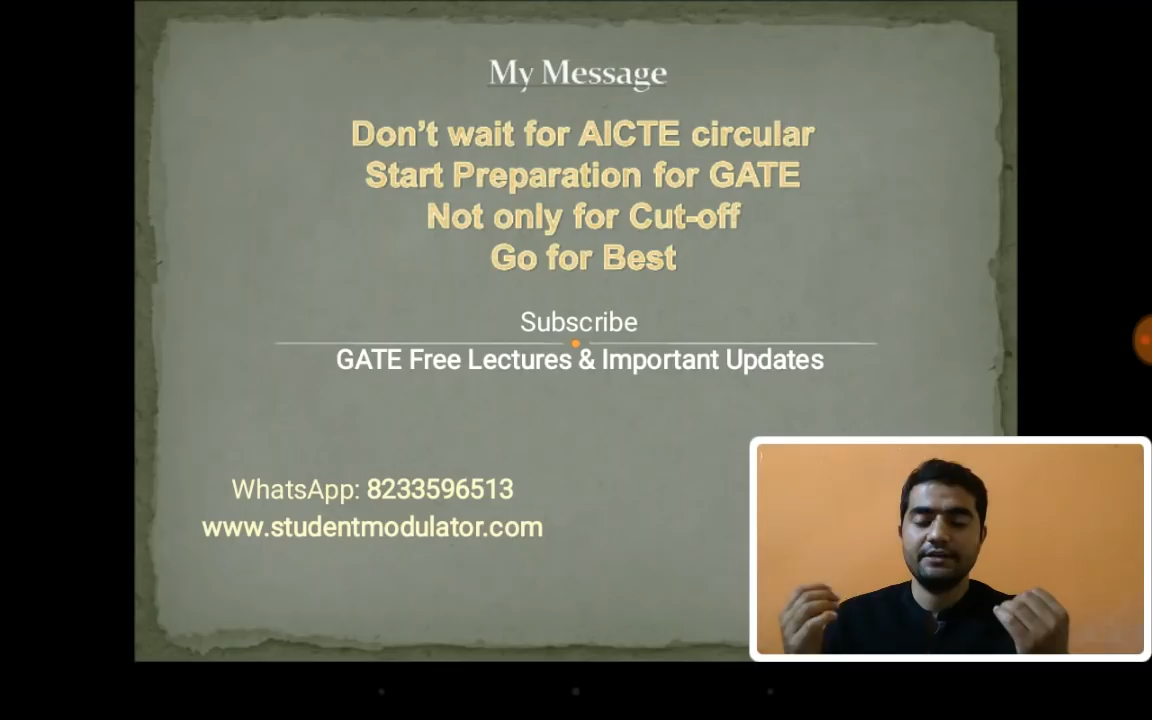 My Message
Don't wait for AICTE circular
Start Preparation for GATE
Not only for Cut-off
Go for Best
Subscribe
GATE Free Lectures & Important Updates
WhatsApp: 8233596513
www.studentmodulator.com